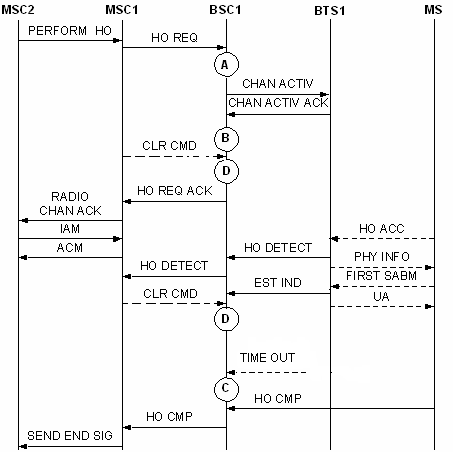 MSC2 MSC1 BSC1 BTS1 MS
PERFORM HO
HO REQ
A
CHAN ACTIV
CHAN ACTIV ACK
B
CLR CMD
D
HO REQ ACK
RADIO
CHAN ACK
IAM
HO ACC
ACM
HO DETECT
PHY INFO
HO DETECT
FIRST SABM
EST IND
CLR CMD
UA
D
TIME OUT
C
HO CMP
HO CMP
SEND END SIG